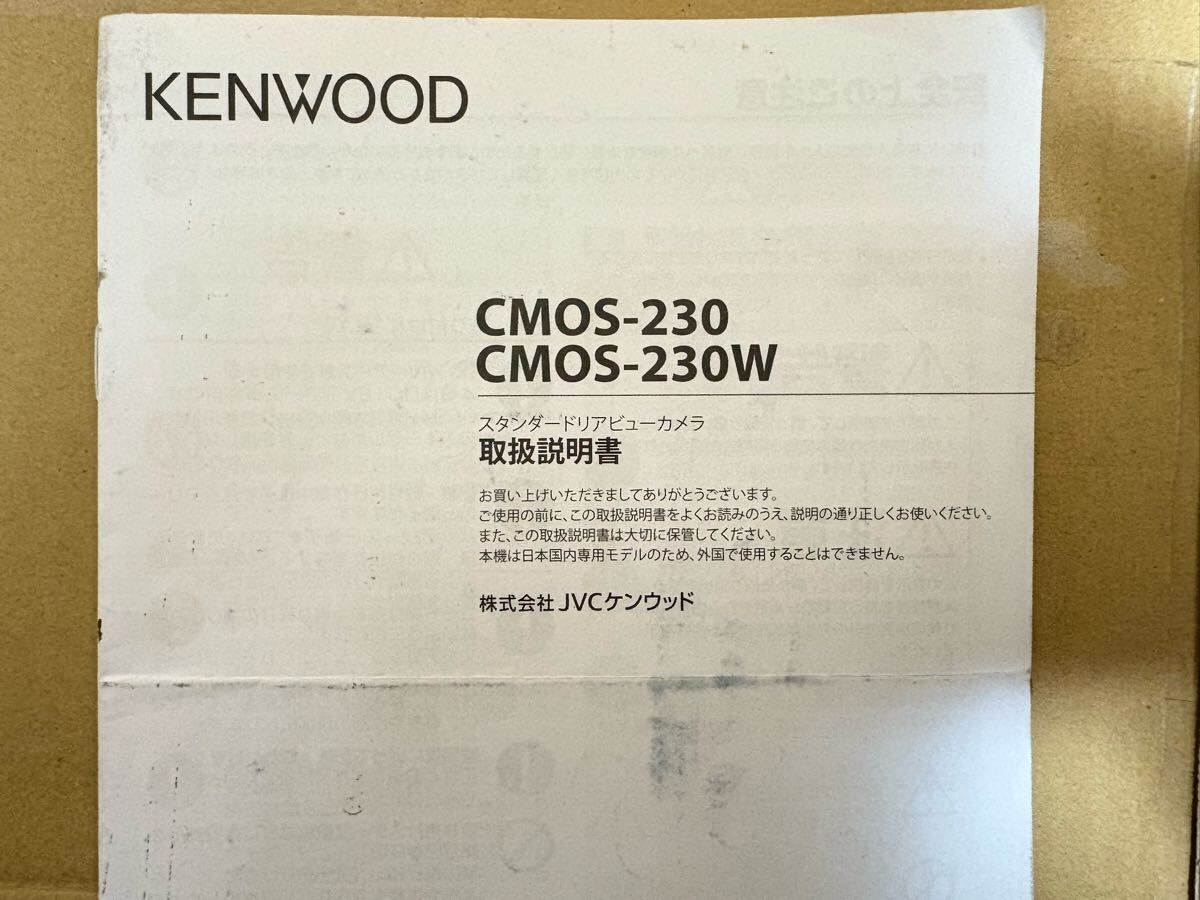 KENWOOD
CMOS-230
CMOS-230W
スタンダードリアビューカメラ
取扱説明書
お買い上げいただきましてありがとうございます。
ご使用の前に、この取扱説明書をよくお読みのうえ、説明の通り正しくお使いください。
また、この取扱説明書は大切に保管してください。
本機は日本国内専用モデルのため、外国で使用することはできません。
株式会社 JVCケンウッド